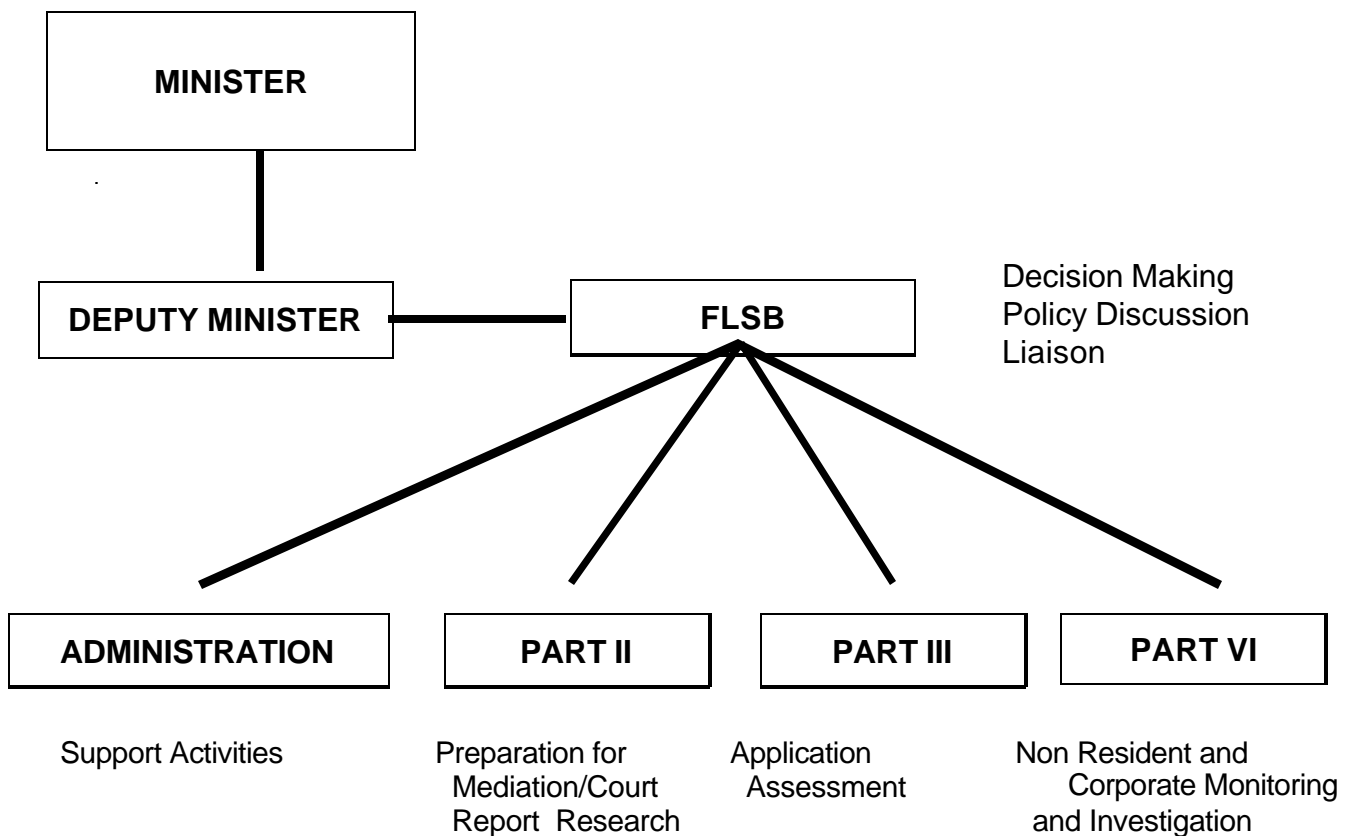 MINISTER
DEPUTY MINISTER
FLSB
Decision Making
Policy Discussion
Liaison
ADMINISTRATION
PART II
PART III
PART VI
Support Activities
Preparation for
Mediation/Court
Report Research
Application
Assessment
Non Resident and
Corporate Monitoring
and Investigation